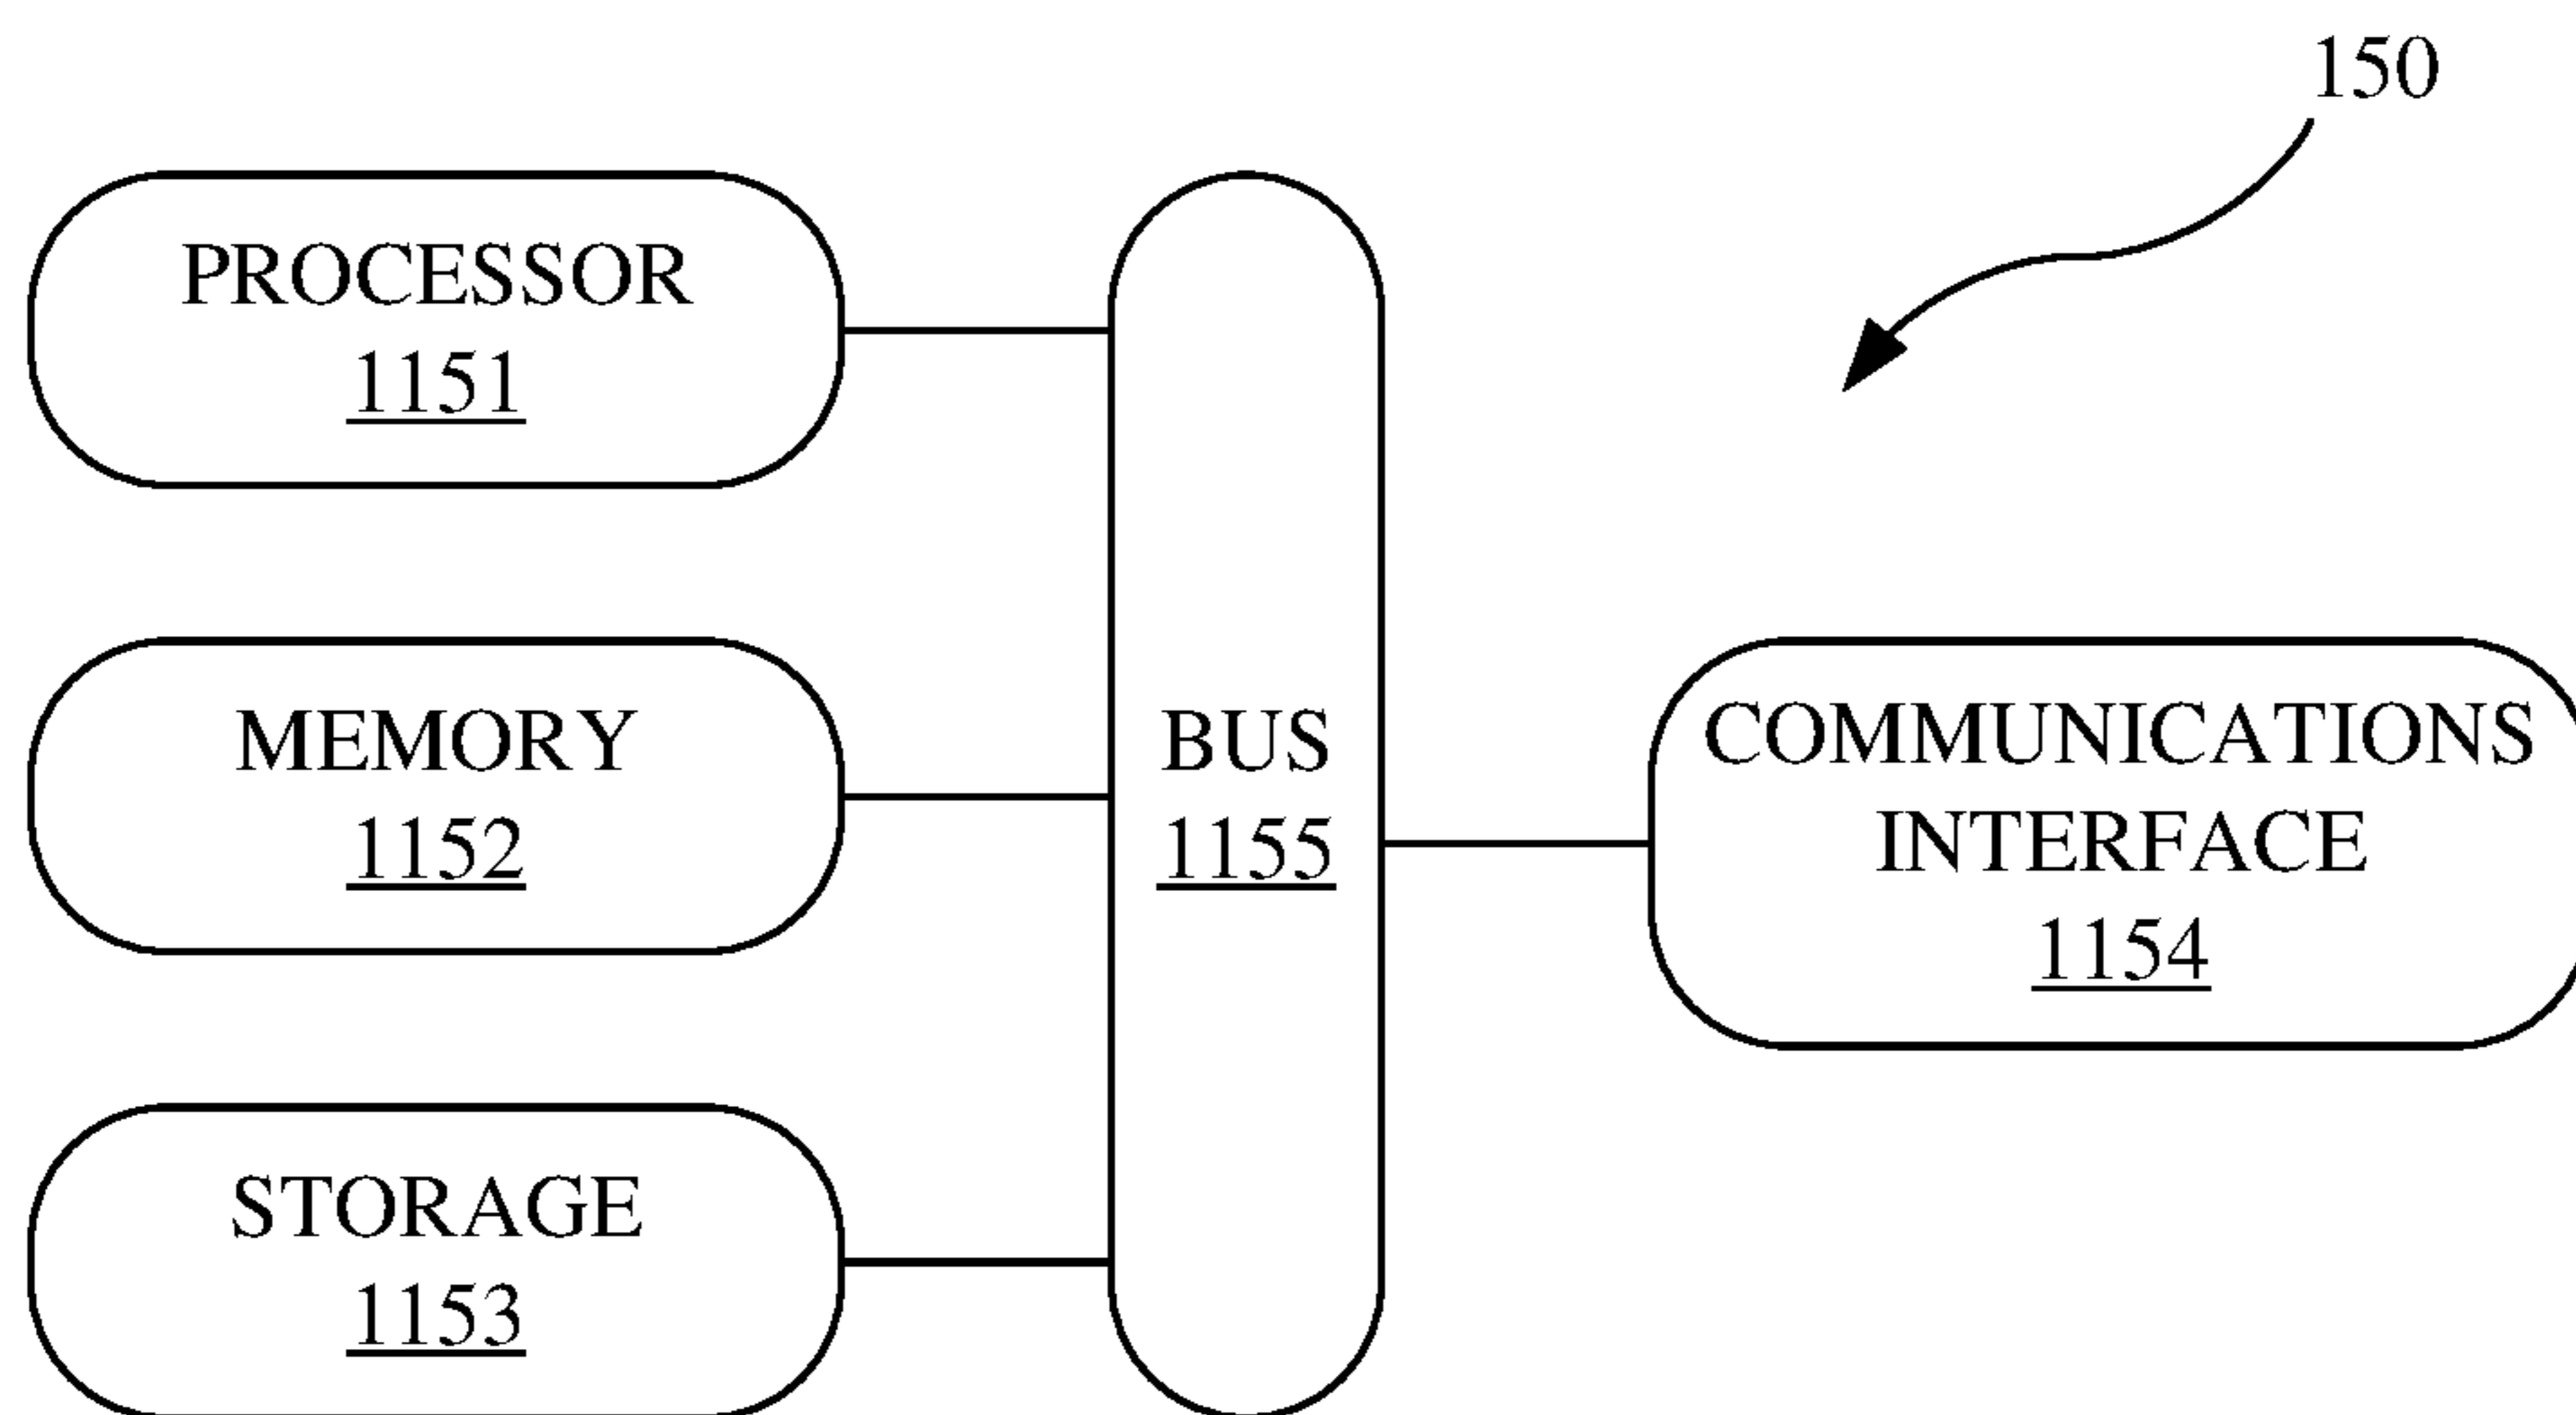 150
PROCESSOR
1151
MEMORY
1152
STORAGE
1153
BUS
1155
COMMUNICATIONS
INTERFACE
1154